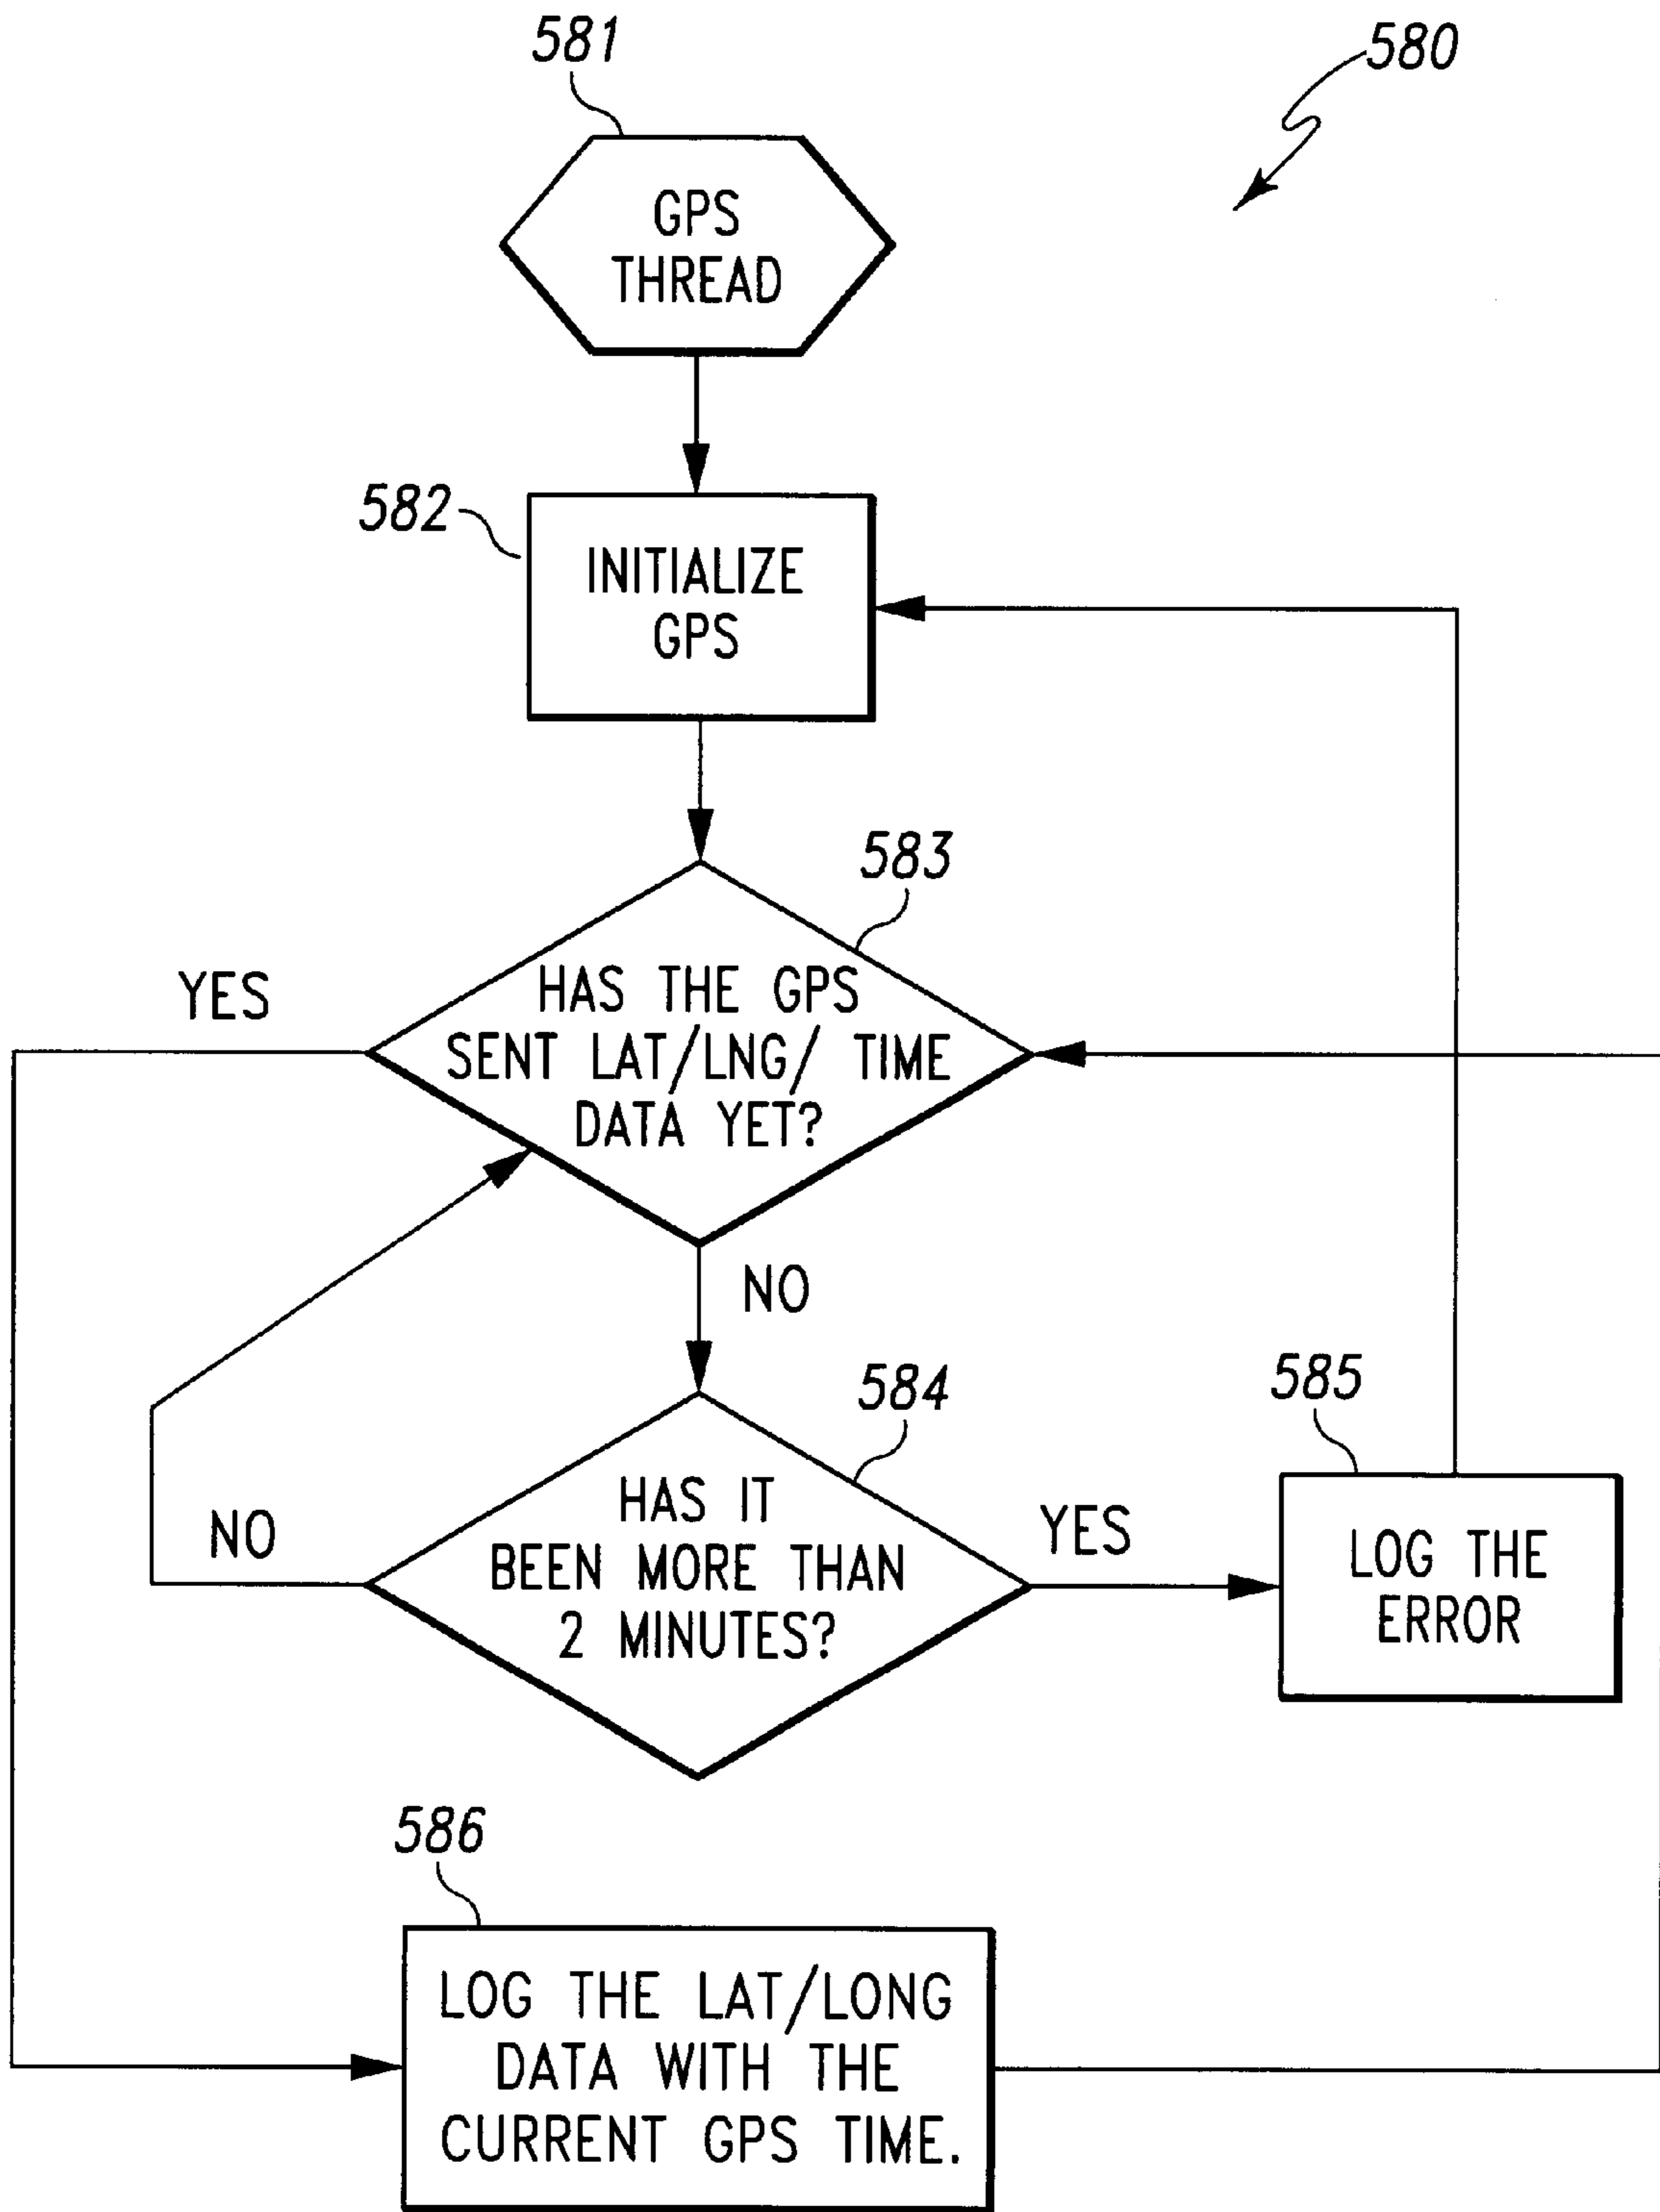 581
580
GPS
THREAD
582
INITIALIZE
GPS
583
YES
HAS THE GPS
SENT LAT/LNG/ TIME
DATA YET?
NO
584
585
HAS IT
BEEN MORE THAN
2 MINUTES?
NO
YES
LOG THE
ERROR
586
LOG THE LAT/LONG
DATA WITH THE
CURRENT GPS TIME.